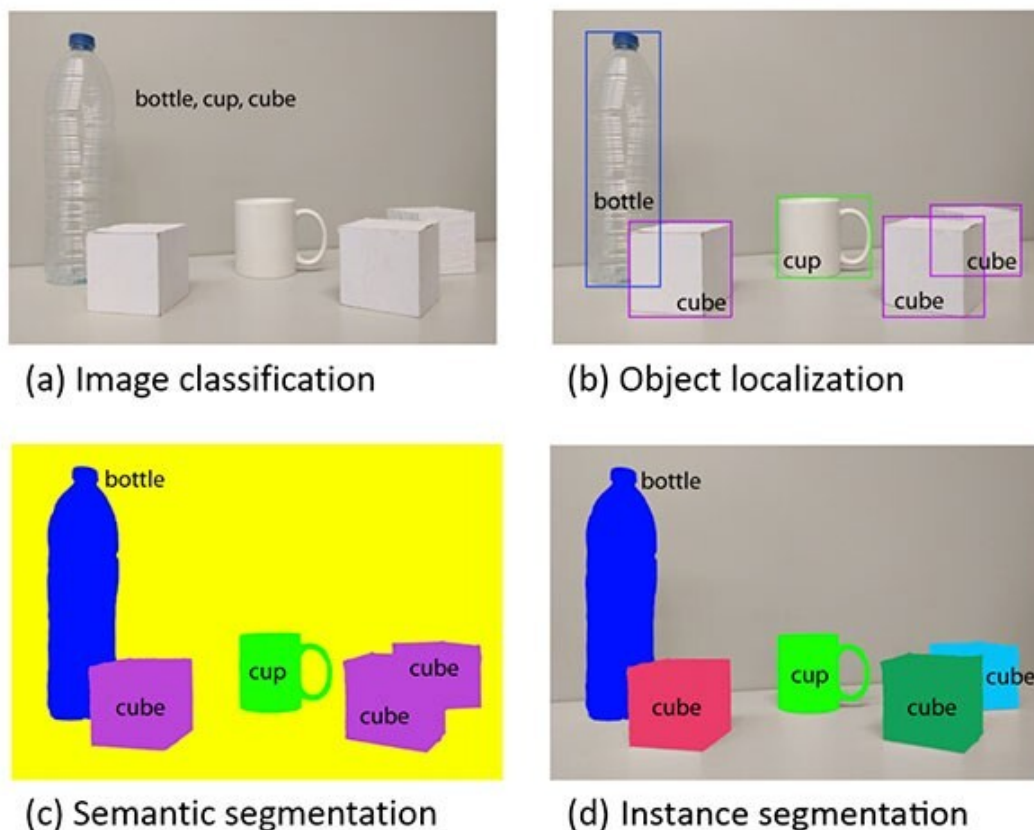 bottle, cup, cube
bottle
cup
cube
cube
cube
(a) Image classification
(b) Object localization
bottle
cube
cup
cube
cube
bottle
cube
cup
cube
cube
(c) Semantic segmentation
(d) Instance segmentation